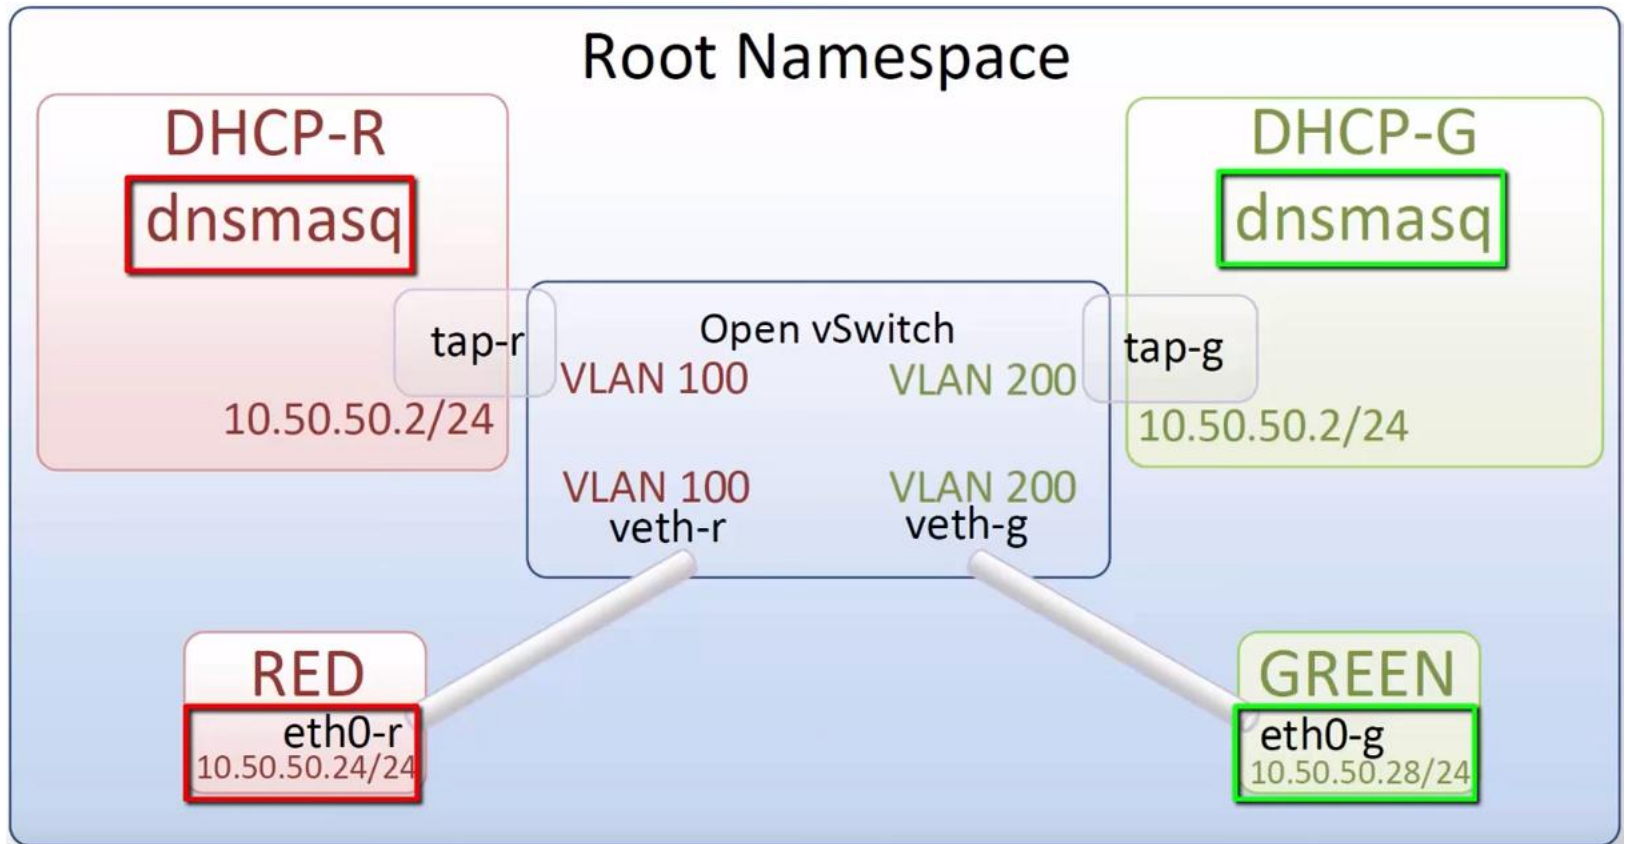 Root Namespace
DHCP-R
dnsmasq
tap-r
10.50.50.2/24
DHCP-G
dnsmasq
tap-g
10.50.50.2/24
Open vSwitch
VLAN 100 VLAN 200
VLAN 100 VLAN 200
veth-r veth-g
RED
eth0-r
10.50.50.24/24
GREEN
eth0-g
10.50.50.28/24